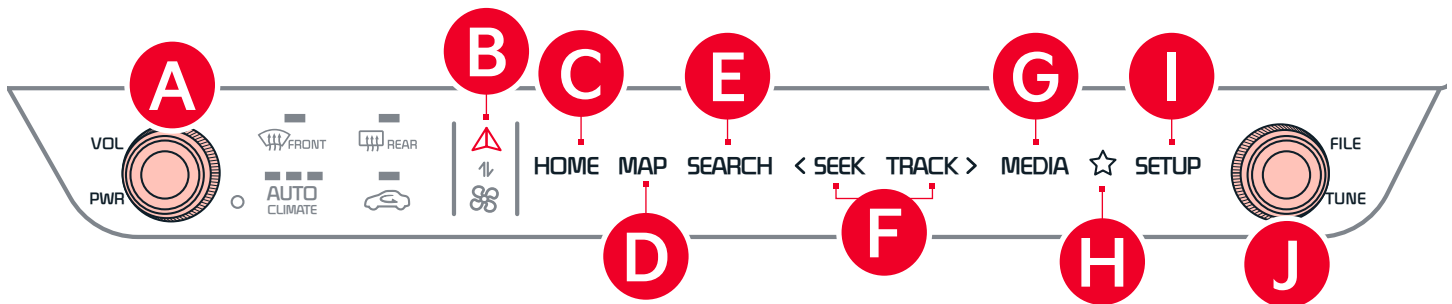 A
B
C
E
G
I
VOL
FRONT
REAR
FILE
HOME MAP SEARCH < SEEK TRACK > MEDIA SETUP
PWR
AUTO
CLIMATE
TUNE
D
F
H
J